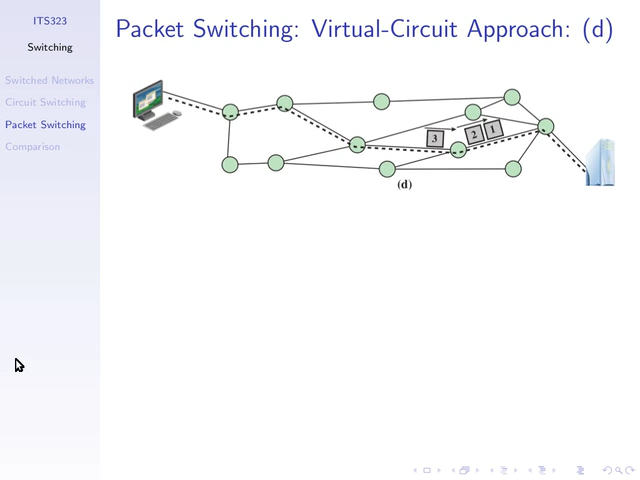 ITS323
Switching
Switched Networks
Circuit Switching
Packet Switching
Comparison
Packet Switching: Virtual-Circuit Approach: (d)
3
2
1
(d)